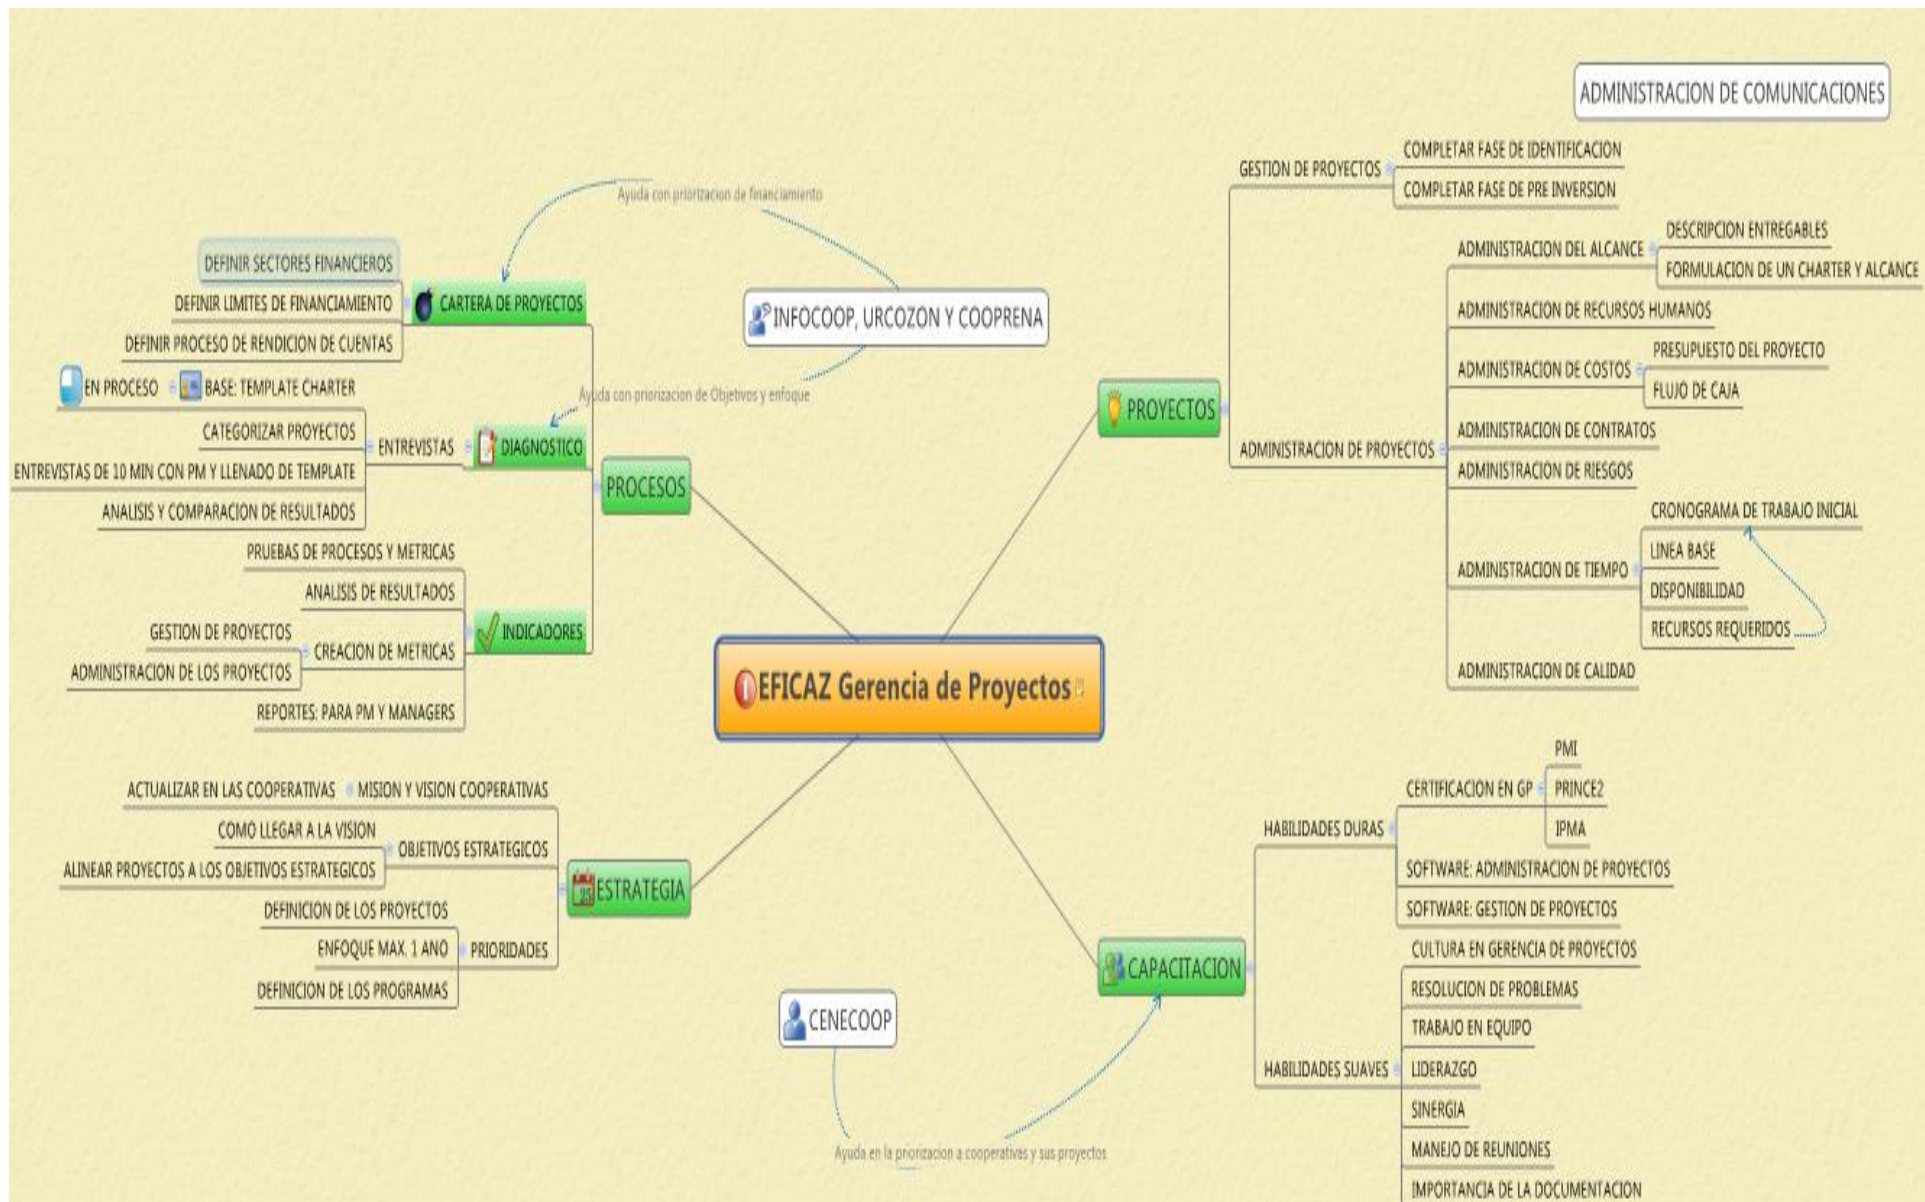 ADMINISTRACION DE COMUNICACIONES
EFICAZ Gerencia de Proyectos
PROCESOS
CARTERA DE PROYECTOS
DEFINIR SECTORES FINANCIEROS
DEFINIR LIMITES DE FINANCIAMIENTO
DEFINIR PROCESO DE RENDICION DE CUENTAS
DIAGNOSTICO
ENTREVISTAS
BASE: TEMPLATE CHARTER
EN PROCESO
CATEGORIZAR PROYECTOS
ENTREVISTAS DE 10 MIN CON PM Y LLENADO DE TEMPLATE
ANALISIS Y COMPARACION DE RESULTADOS
INDICADORES
PRUEBAS DE PROCESOS Y METRICAS
ANALISIS DE RESULTADOS
CREACION DE METRICAS
GESTION DE PROYECTOS
ADMINISTRACION DE LOS PROYECTOS
REPORTES: PARA PM Y MANAGERS
ESTRATEGIA
25
MISION Y VISION COOPERATIVAS
ACTUALIZAR EN LAS COOPERATIVAS
OBJETIVOS ESTRATEGICOS
COMO LLEGAR A LA VISION
ALINEAR PROYECTOS A LOS OBJETIVOS ESTRATEGICOS
PRIORIDADES
DEFINICION DE LOS PROYECTOS
ENFOQUE MAX. 1 ANO
DEFINICION DE LOS PROGRAMAS
INFOCOOP, URCOZON Y COOPRENA
Ayuda con priorizacion de financiamiento
Ayuda con priorizacion de Objetivos y enfoque
PROYECTOS
GESTION DE PROYECTOS
COMPLETAR FASE DE IDENTIFICACION
COMPLETAR FASE DE PRE INVERSION
ADMINISTRACION DE PROYECTOS
ADMINISTRACION DEL ALCANCE
DESCRIPCION ENTREGABLES
FORMULACION DE UN CHARTER Y ALCANCE
ADMINISTRACION DE RECURSOS HUMANOS
ADMINISTRACION DE COSTOS
PRESUPUESTO DEL PROYECTO
FLUJO DE CAJA
ADMINISTRACION DE CONTRATOS
ADMINISTRACION DE RIESGOS
ADMINISTRACION DE TIEMPO
CRONOGRAMA DE TRABAJO INICIAL
LINEA BASE
DISPONIBILIDAD
RECURSOS REQUERIDOS
ADMINISTRACION DE CALIDAD
CAPACITACION
HABILIDADES DURAS
CERTIFICACION EN GP
PMI
PRINCE2
IPMA
SOFTWARE: ADMINISTRACION DE PROYECTOS
SOFTWARE: GESTION DE PROYECTOS
HABILIDADES SUAVES
CULTURA EN GERENCIA DE PROYECTOS
RESOLUCION DE PROBLEMAS
TRABAJO EN EQUIPO
LIDERAZGO
SINERGIA
MANEJO DE REUNIONES
IMPORTANCIA DE LA DOCUMENTACION
CENECOOP
Ayuda en la priorizacion a cooperativas y sus proyectos